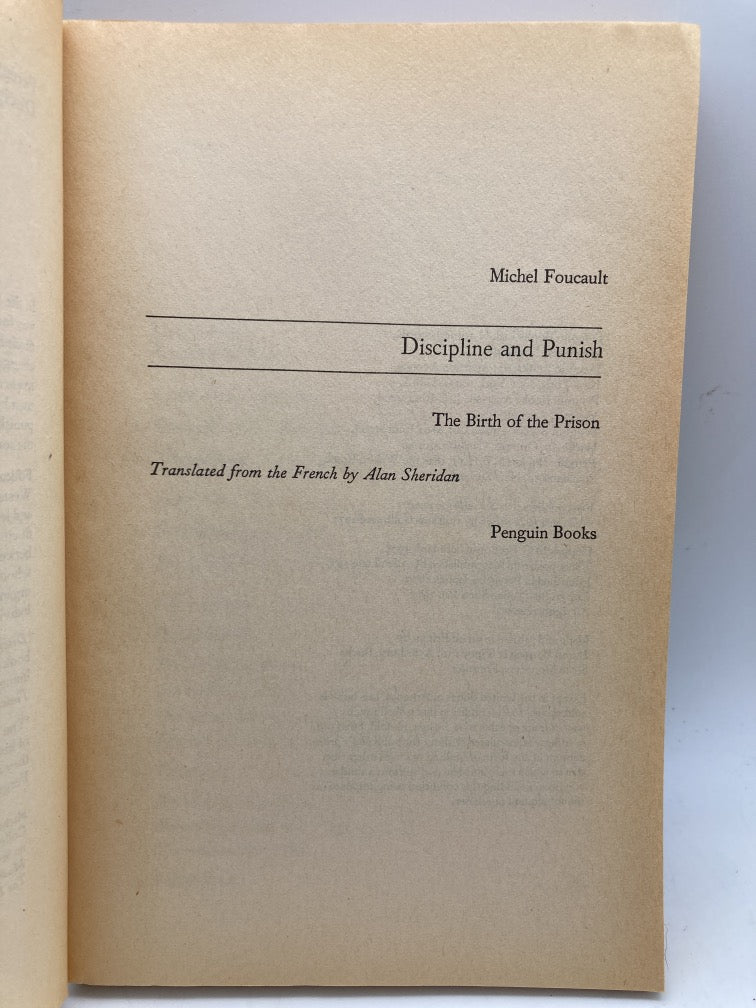 Michel Foucault
Discipline and Punish
The Birth of the Prison
Translated from the French by Alan Sheridan
Penguin Books